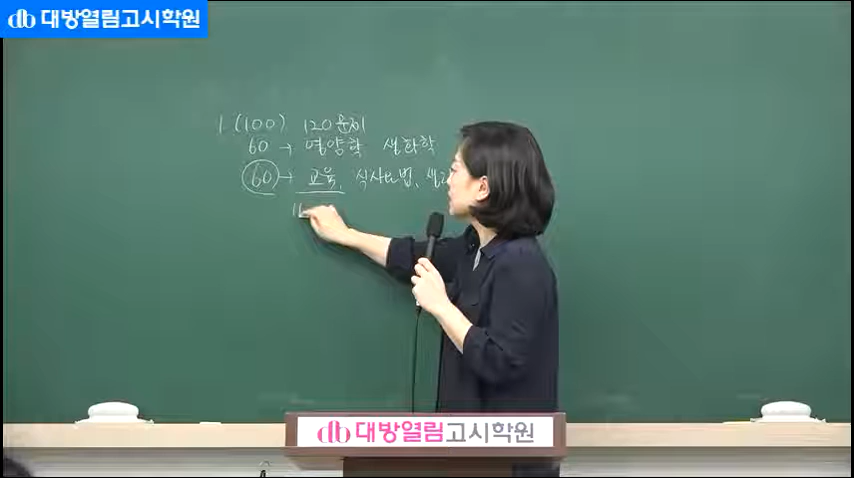 db 대방열림고시학원
1 (100) 120문제
60 → 영양학 생화학
60 → 교육, 식사요법, 생리
db 대방열림고시학원